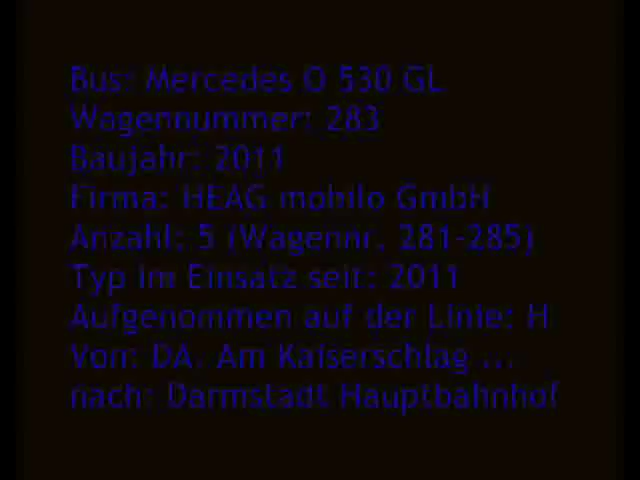 Bus: Mercedes O 530 GL
Wagennummer: 283
Baujahr: 2011
Firma: HEAG mobilo GmbH
Anzahl: 5 (Wagennr. 281-285)
Typ im Einsatz seit: 2011
Aufgenommen auf der Linie: H
Von: DA. Am Kaiserschlag ...
nach: Darmstadt Hauptbahnhof